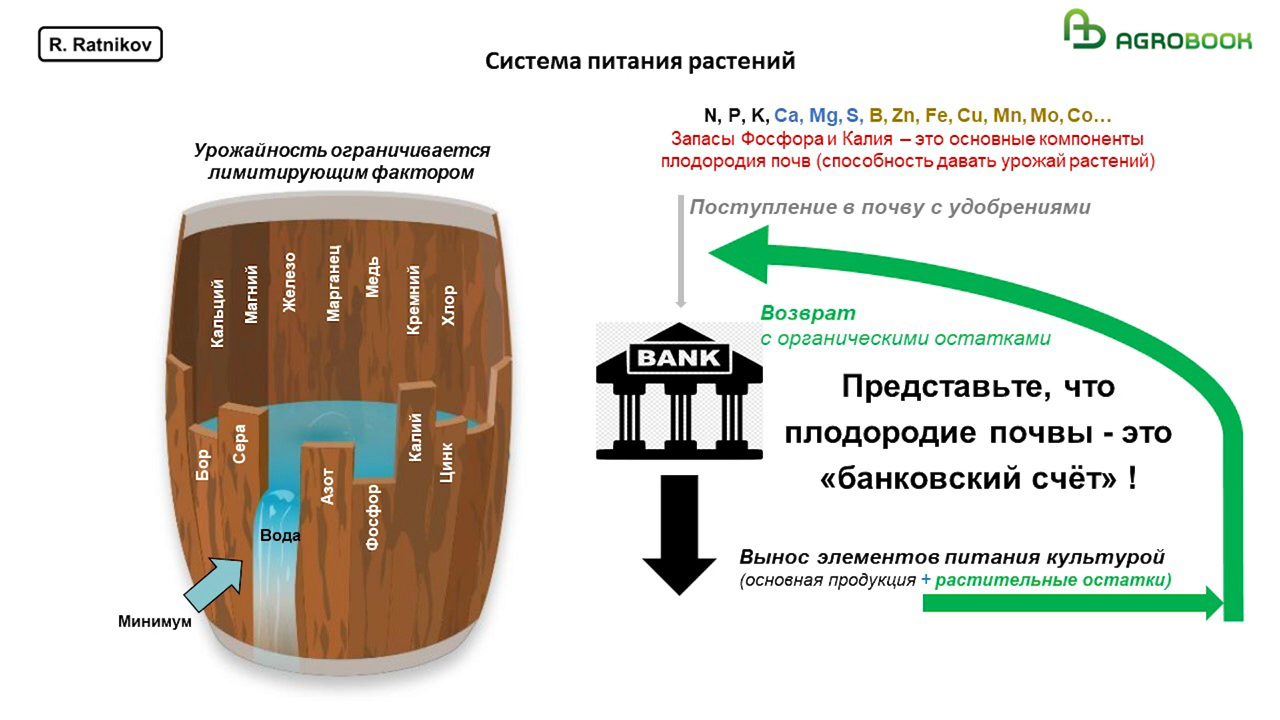 R. Ratnikov
AGROBOOK
Система питания растений
Урожайность ограничивается
лимитирующим фактором
Кальций
Магний
Железо
Марганец
Медь
Кремний
Хлор
Бор
Сера
Азот
Фосфор
Калий
Цинк
Вода
Минимум
N, P, K, Ca, Mg, S, B, Zn, Fe, Cu, Mn, Mo, Co...
Запасы Фосфора и Калия – это основные компоненты
плодородия почв (способность давать урожай растений)
Поступление в почву с удобрениями
Возврат
с органическими остатками
BANK
Представьте, что
плодородие почвы - это
«банковский счёт» !
Вынос элементов питания культурой
(основная продукция + растительные остатки)